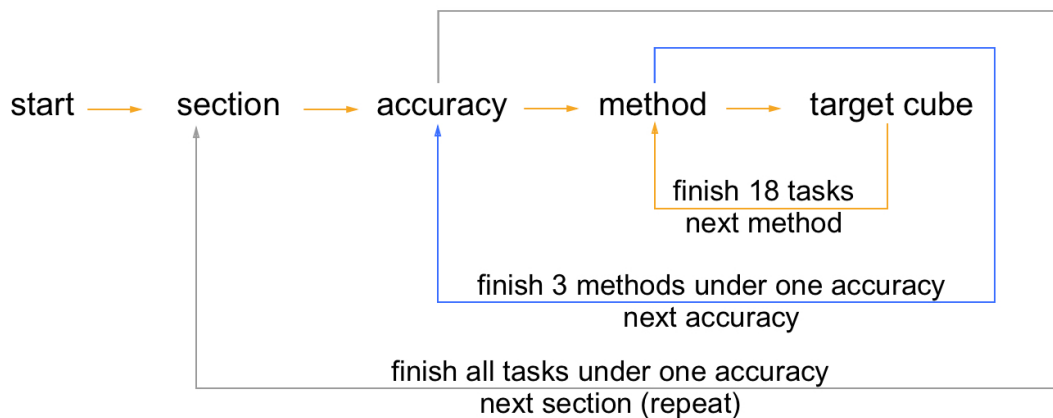 start
section
accuracy
method
target cube
finish 18 tasks
next method
finish 3 methods under one accuracy
next accuracy
finish all tasks under one accuracy
next section (repeat)